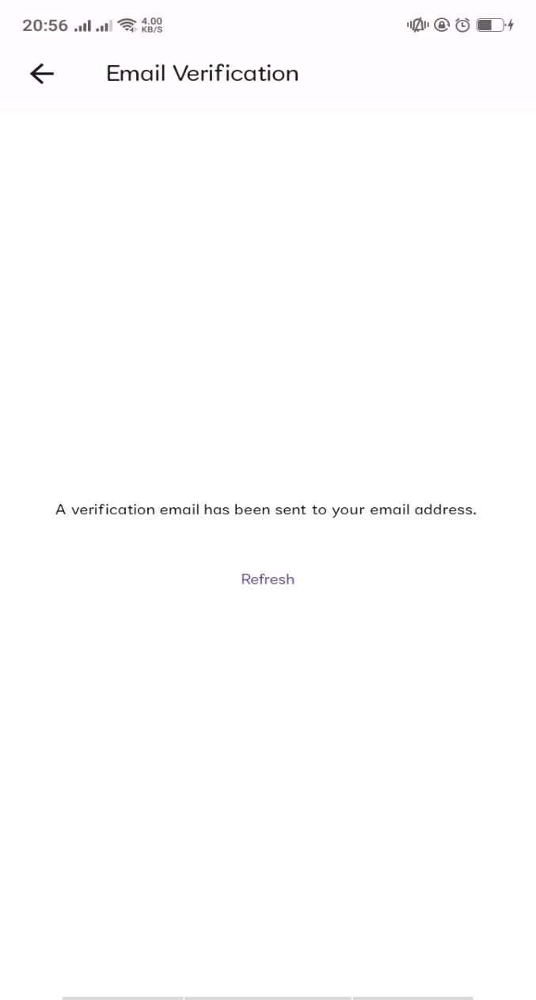 20:56 4.00
KB/S
Email Verification
A verification email has been sent to your email address.
Refresh